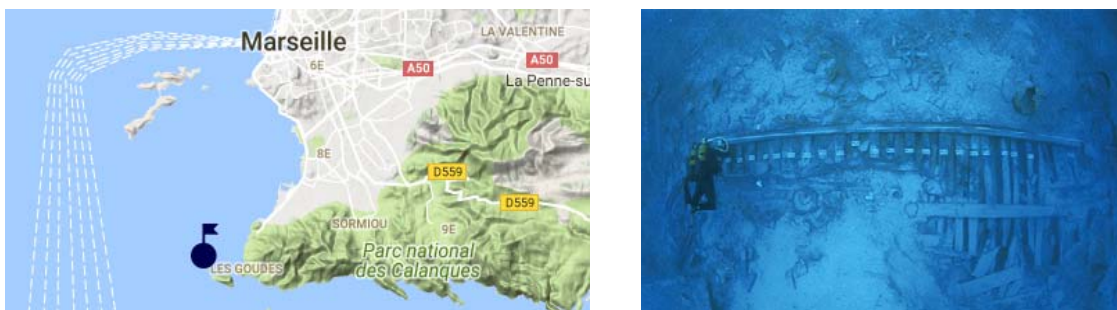 Marseille
LA VALENTINE
6E
A50
A50
La Penne-su
8E
D559
D559
SORMIOU
9E
LES GOUDES
Parc national
des Calanques